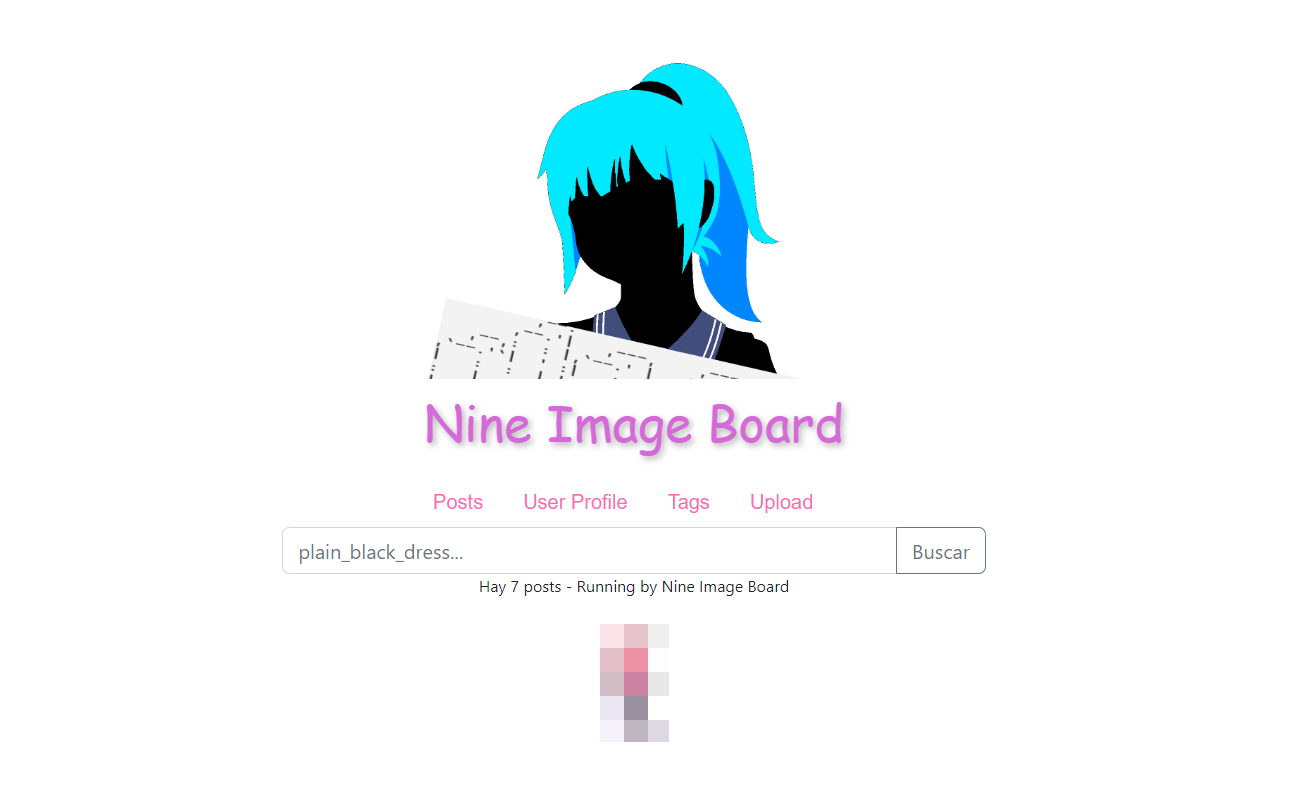 Nine Image Board
Posts User Profile Tags Upload
plain_black_dress... Buscar
Hay 7 posts - Running by Nine Image Board